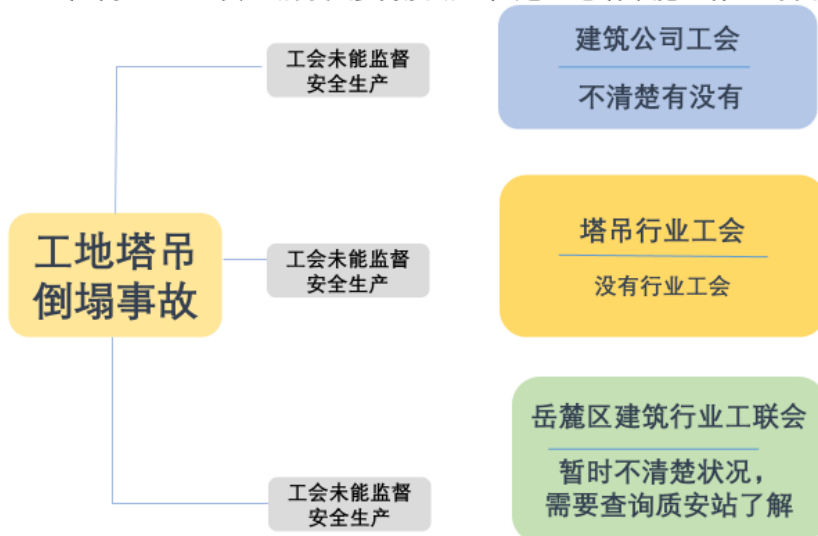 工会未能监督
安全生产
建筑公司工会
不清楚有没有
工地塔吊
倒塌事故
工会未能监督
安全生产
塔吊行业工会
没有行业工会
工会未能监督
安全生产
岳麓区建筑行业工联会
暂时不清楚状况，
需要查询质安站了解